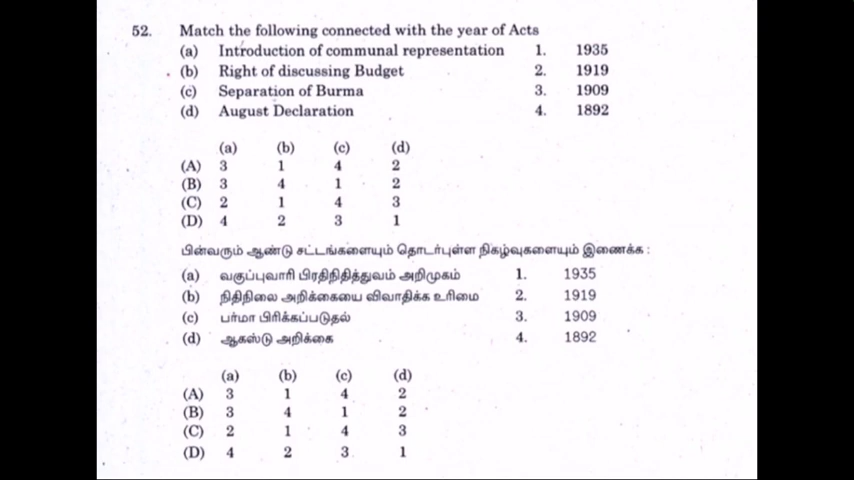 52. Match the following connected with the year of Acts
(a) Introduction of communal representation 1. 1935
(b) Right of discussing Budget 2. 1919
(c) Separation of Burma 3. 1909
(d) August Declaration 4. 1892
(a) (b) (c) (d)
(A) 3 1 4 2
(B) 3 4 1 2
(C) 2 1 4 3
(D) 4 2 3 1
பின்வரும் ஆண்டு சட்டங்களையும் தொடர்புள்ள நிகழ்வுகளையும் இணைக்க :
(a) வகுப்புவாரி பிரதிநிதித்துவம் அறிமுகம் 1. 1935
(b) நிதிநிலை அறிக்கையை விவாதிக்க உரிமை 2. 1919
(c) பர்மா பிரிக்கப்படுதல் 3. 1909
(d) ஆகஸ்டு அறிக்கை 4. 1892
(a) (b) (c) (d)
(A) 3 1 4 2
(B) 3 4 1 2
(C) 2 1 4 3
(D) 4 2 3 1